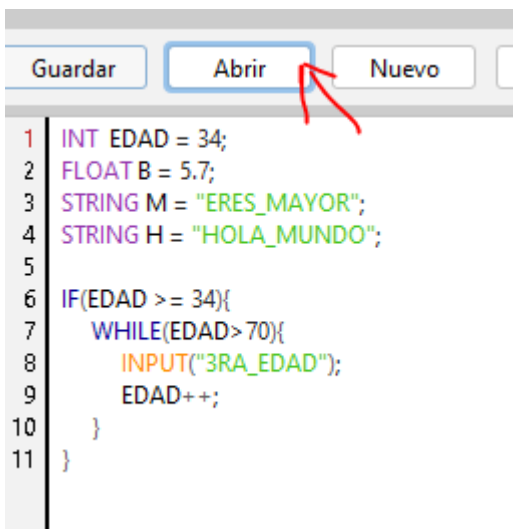 Guardar Abrir Nuevo
1 INT EDAD = 34;
2 FLOAT B = 5.7;
3 STRING M = "ERES_MAYOR";
4 STRING H = "HOLA_MUNDO";
5
6 IF(EDAD >= 34){
7 WHILE(EDAD>70){
8 INPUT("3RA_EDAD");
9 EDAD++;
10 }
11 }